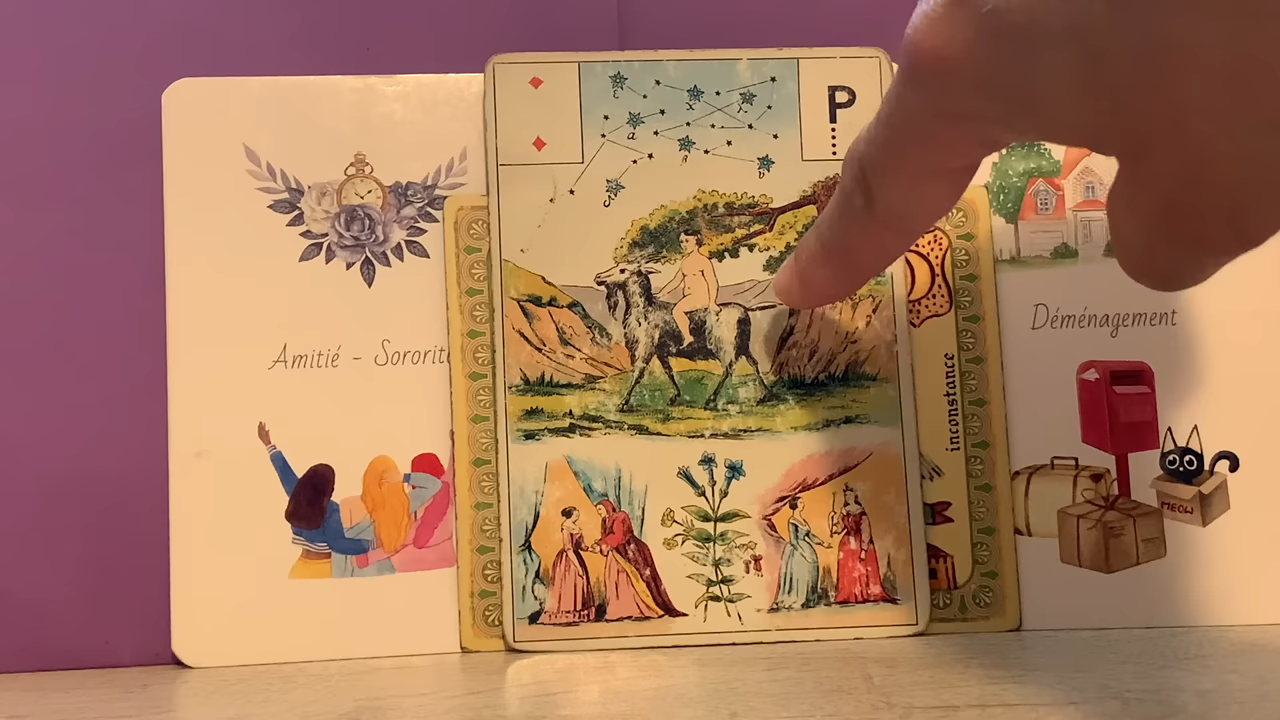 P
Amitié - Sororit
inconstance
Déménagement
MEOW